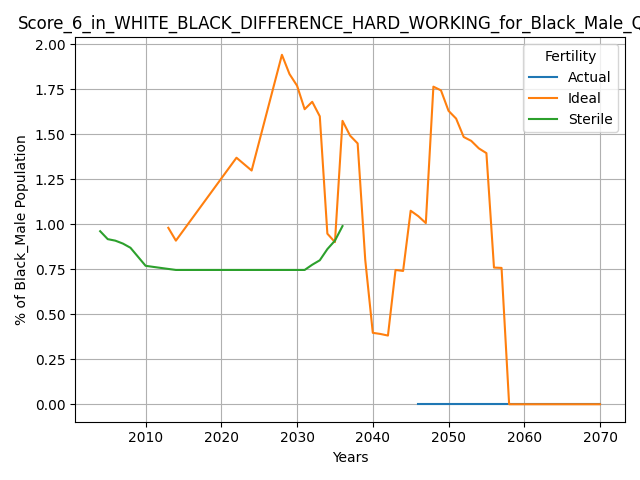 Score_6_in_WHITE_BLACK_DIFFERENCE_HARD_WORKING_for_Black_Male_Q
Fertility
Actual
Ideal
Sterile
% of Black_Male Population
2.00
1.75
1.50
1.25
1.00
0.75
0.50
0.25
0.00
2010 2020 2030 2040 2050 2060 2070
Years